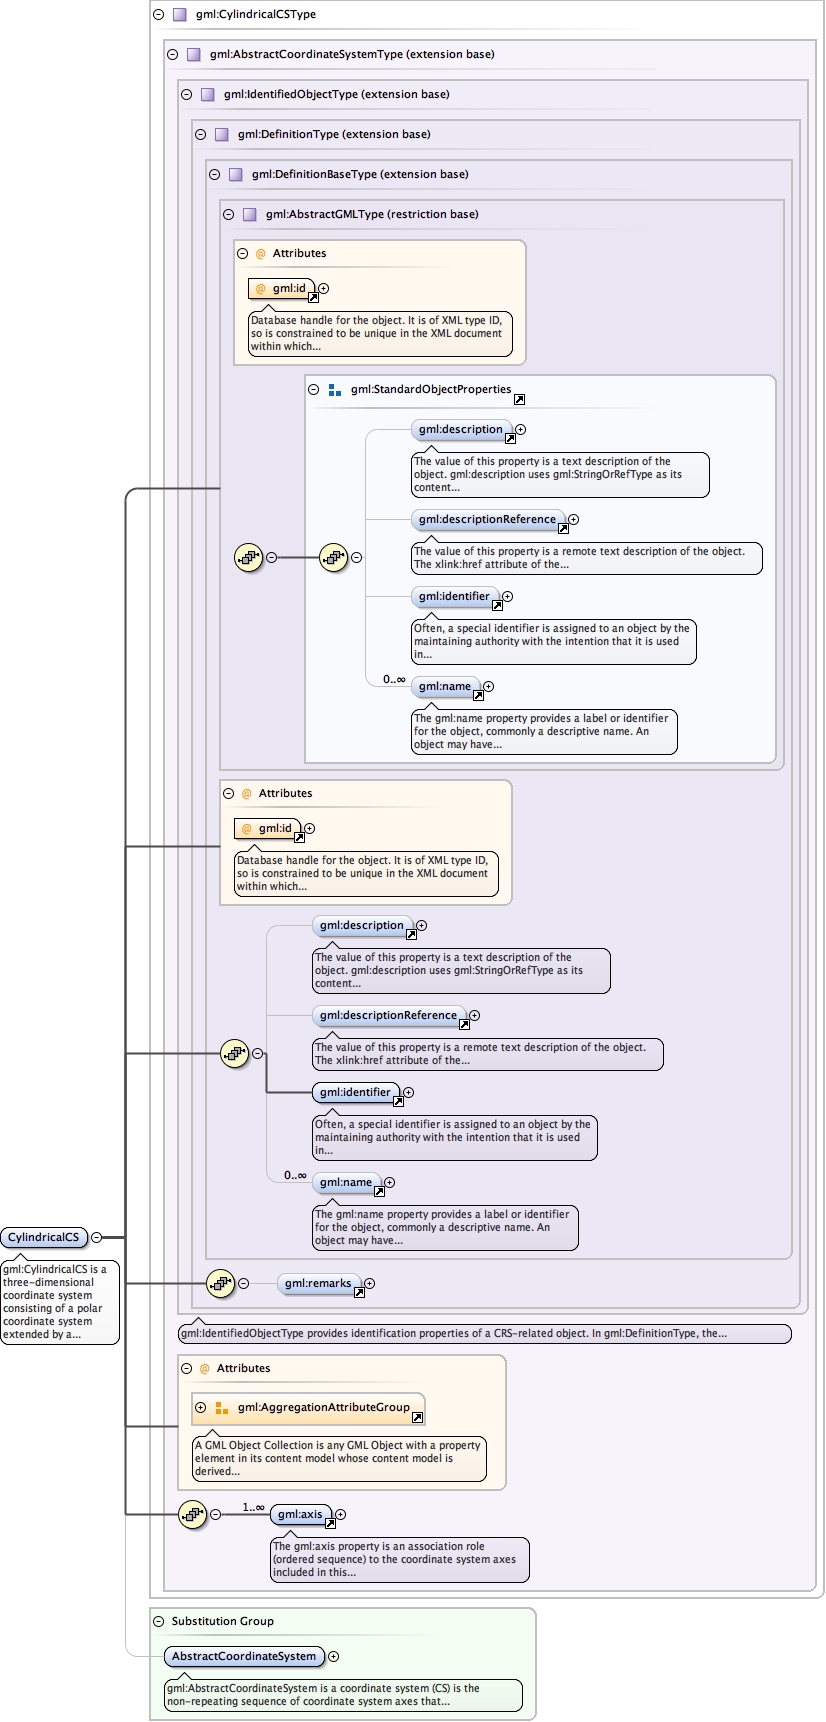 gml:CylindricalCSType
gml:AbstractCoordinateSystemType (extension base)
gml:IdentifiedObjectType (extension base)
gml:DefinitionType (extension base)
gml:DefinitionBaseType (extension base)
gml:AbstractGMLType (restriction base)
@ Attributes
@ gml:id
Database handle for the object. It is of XML type ID,
so is constrained to be unique in the XML document
within which...
gml:StandardObjectProperties
gml:description
The value of this property is a text description of the
object. gml:description uses gml:StringOrRefType as its
content...
gml:descriptionReference
The value of this property is a remote text description of the object.
The xlink:href attribute of the...
gml:identifier
Often, a special identifier is assigned to an object by the
maintaining authority with the intention that it is used
in...
0..∞
gml:name
The gml:name property provides a label or identifier
for the object, commonly a descriptive name. An
object may have...
@ Attributes
@ gml:id
Database handle for the object. It is of XML type ID,
so is constrained to be unique in the XML document
within which...
gml:description
The value of this property is a text description of the
object. gml:description uses gml:StringOrRefType as its
content...
gml:descriptionReference
The value of this property is a remote text description of the object.
The xlink:href attribute of the...
gml:identifier
Often, a special identifier is assigned to an object by the
maintaining authority with the intention that it is used
in...
0..∞
gml:name
The gml:name property provides a label or identifier
for the object, commonly a descriptive name. An
object may have...
CylindricalCS
gml:CylindricalCS is a
three-dimensional
coordinate system
consisting of a polar
coordinate system
extended by a...
gml:remarks
gml:IdentifiedObjectType provides identification properties of a CRS-related object. In gml:DefinitionType, the...
@ Attributes
gml:AggregationAttributeGroup
A GML Object Collection is any GML Object with a property
element in its content model whose content model is
derived...
1..∞
gml:axis
The gml:axis property is an association role
(ordered sequence) to the coordinate system axes
included in this...
Substitution Group
AbstractCoordinateSystem
gml:AbstractCoordinateSystem is a coordinate system (CS) is the
non-repeating sequence of coordinate system axes that...